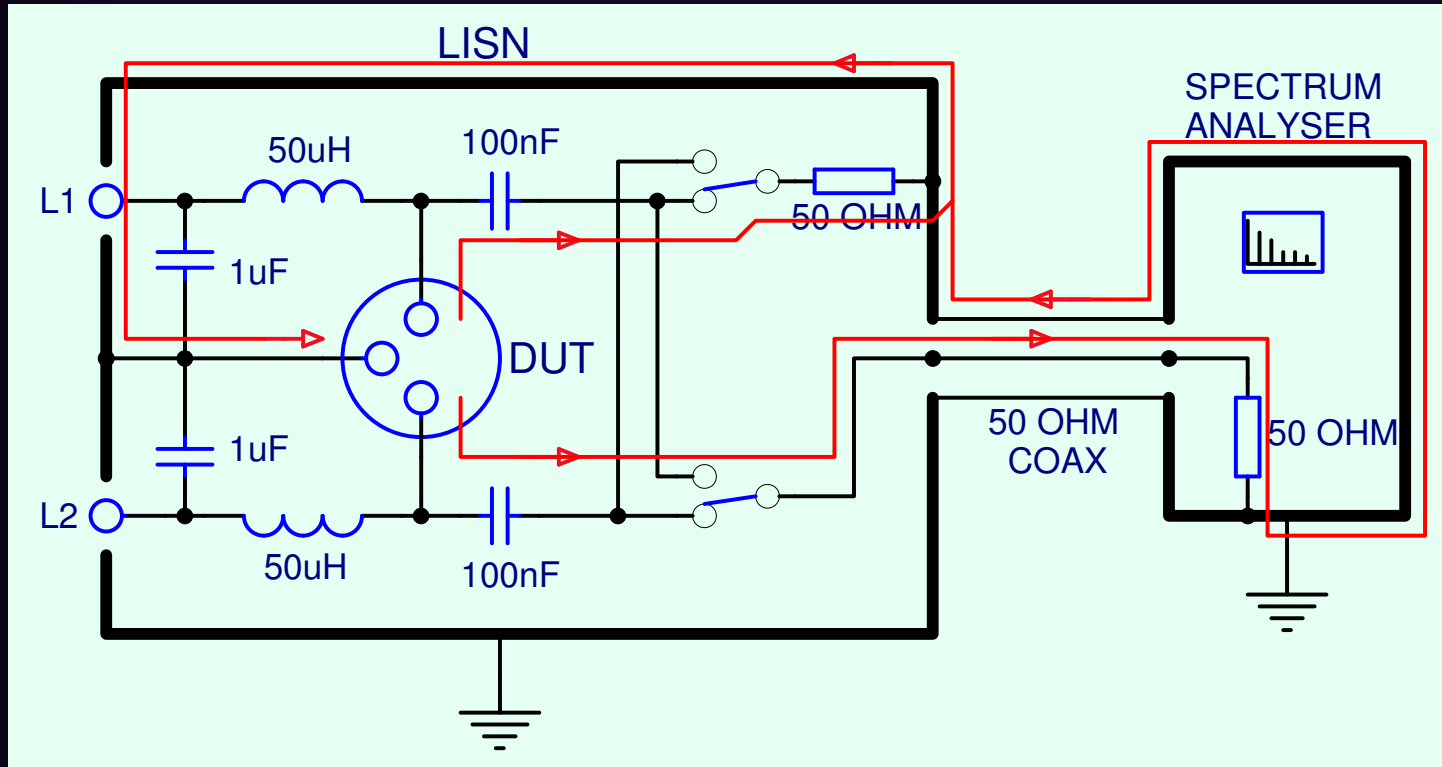 LISN
SPECTRUM
ANALYSER
100nF
50uH
L1
50 OHM
1uF
DUT
50 OHM
COAX
50 OHM
1uF
L2
50uH
100nF